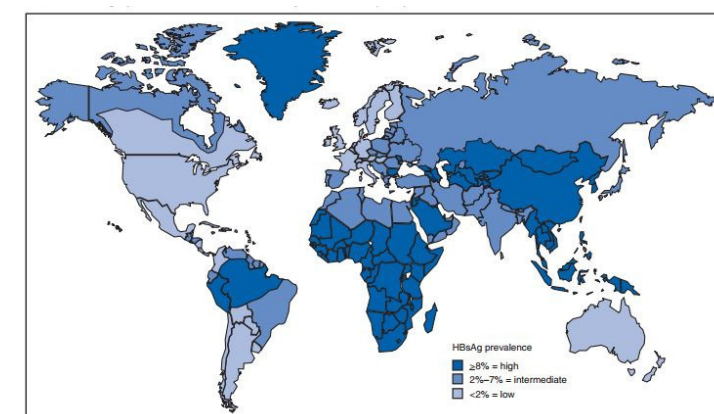 HBsAg prevalence
≥8% = high
2%–7% = intermediate
<2% = low